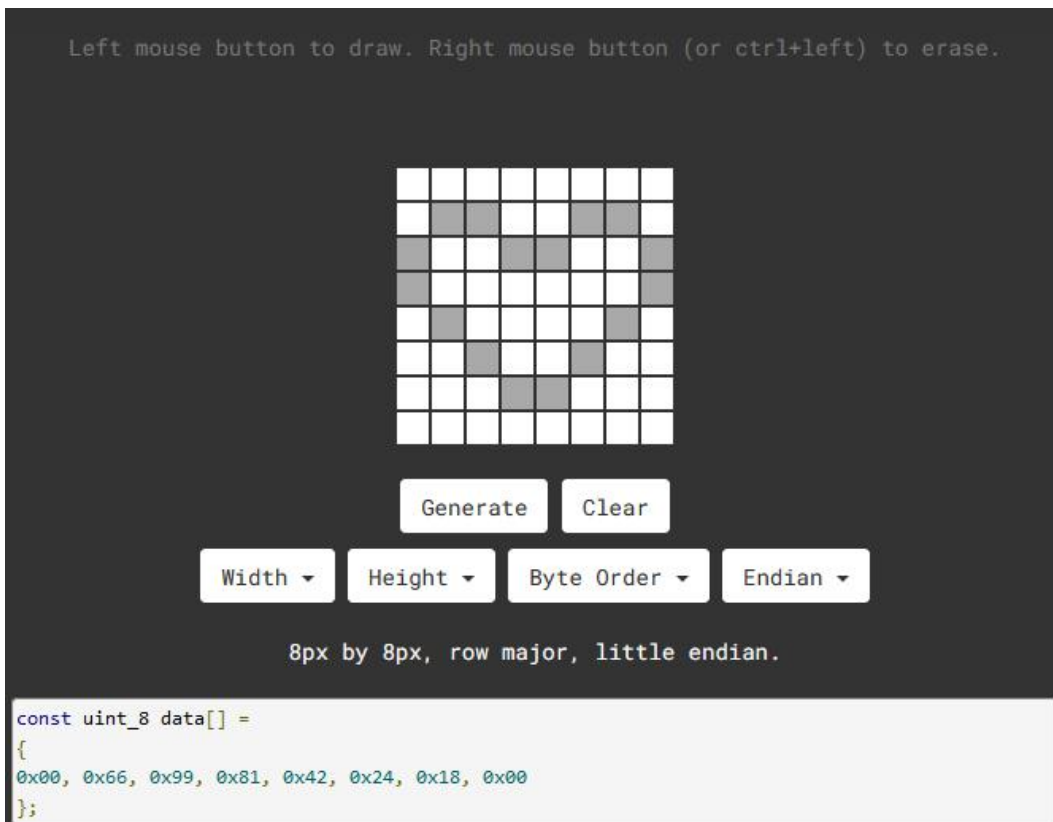 Left mouse button to draw. Right mouse button (or ctrl+left) to erase.
Generate Clear
Width Height Byte Order Endian
8px by 8px, row major, little endian.
const uint_8 data[] =
{
0x00, 0x66, 0x99, 0x81, 0x42, 0x24, 0x18, 0x00
};